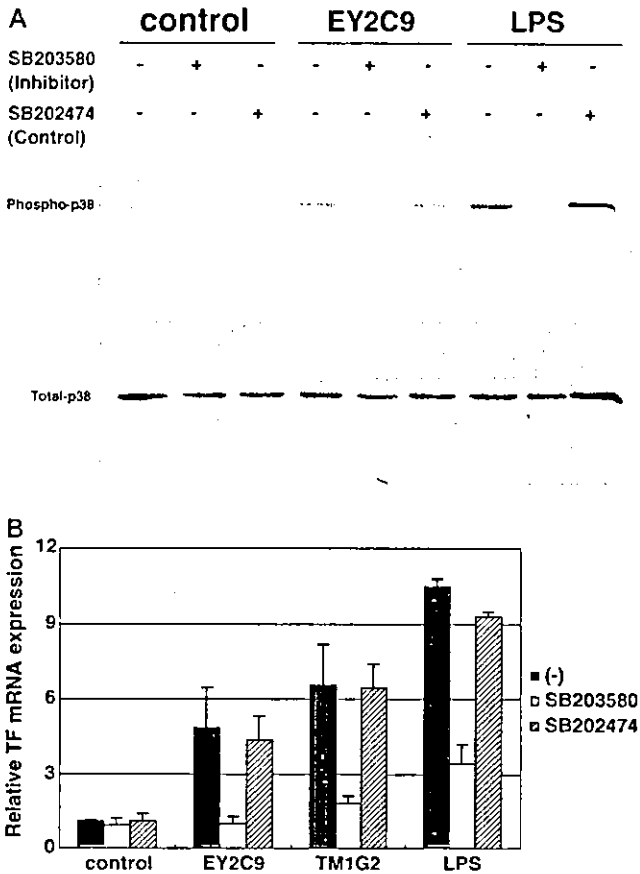 A
control EY2C9 LPS
SB203580 - + - - + - - + -
(Inhibitor)
SB202474 - - + - - + - - +
(Control)
Phospho-p38
Total-p38
B
Relative TF mRNA expression
12
9
6
3
0
control EY2C9 TM1G2 LPS
(-)
SB203580
SB202474